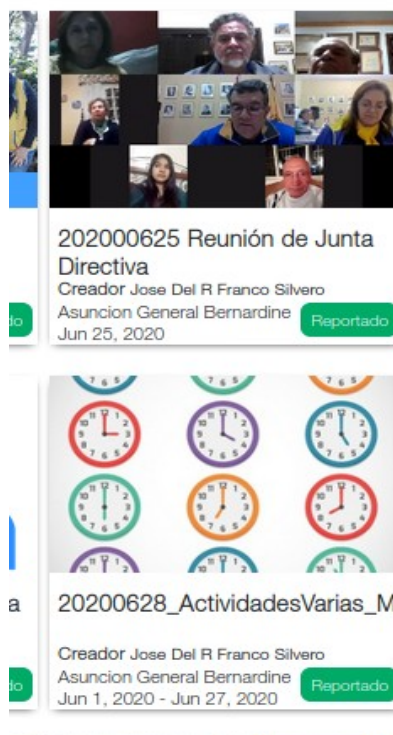 202000625 Reunión de Junta
Directiva
Creador Jose Del R Franco Silvero
Asuncion General Bernardine
Reportado
Jun 25, 2020
20200628_ActividadesVarias_M
Creador Jose Del R Franco Silvero
Asuncion General Bernardine
Reportado
Jun 1, 2020 - Jun 27, 2020